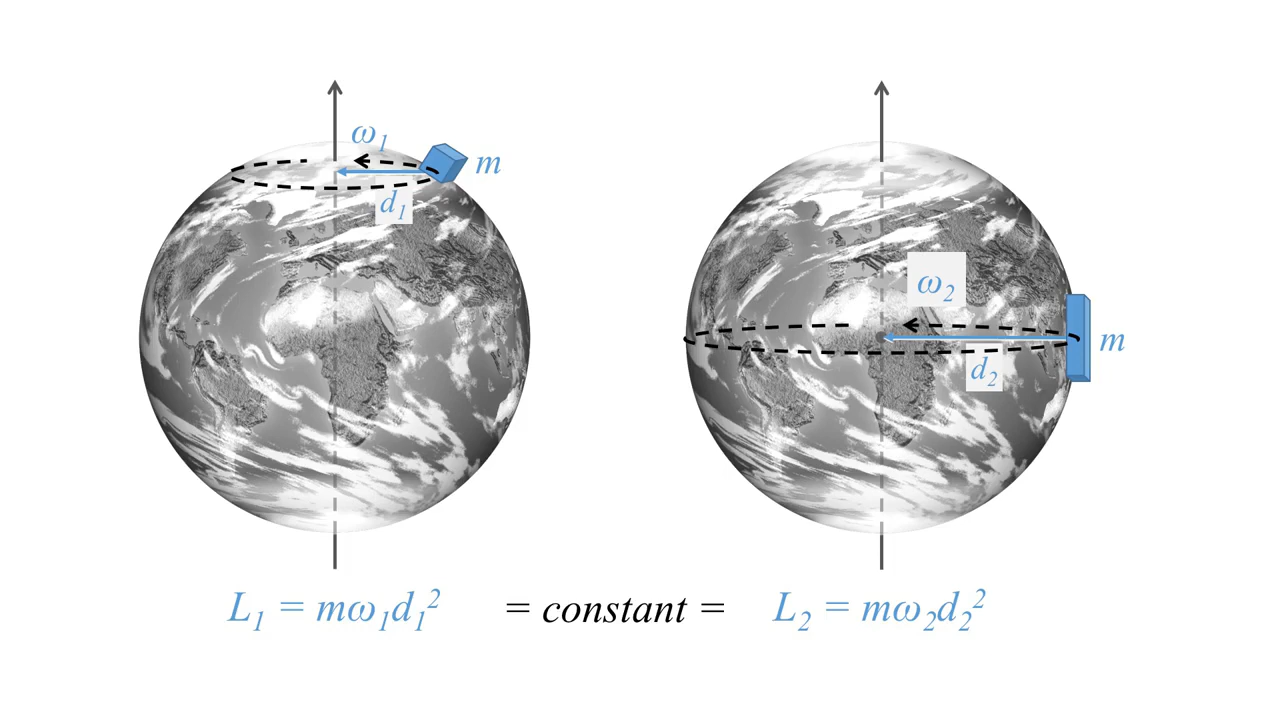 ω₁
m
d₁
ω₂
m
d₂
L₁ = mω₁d₁² = constant = L₂ = mω₂d₂²